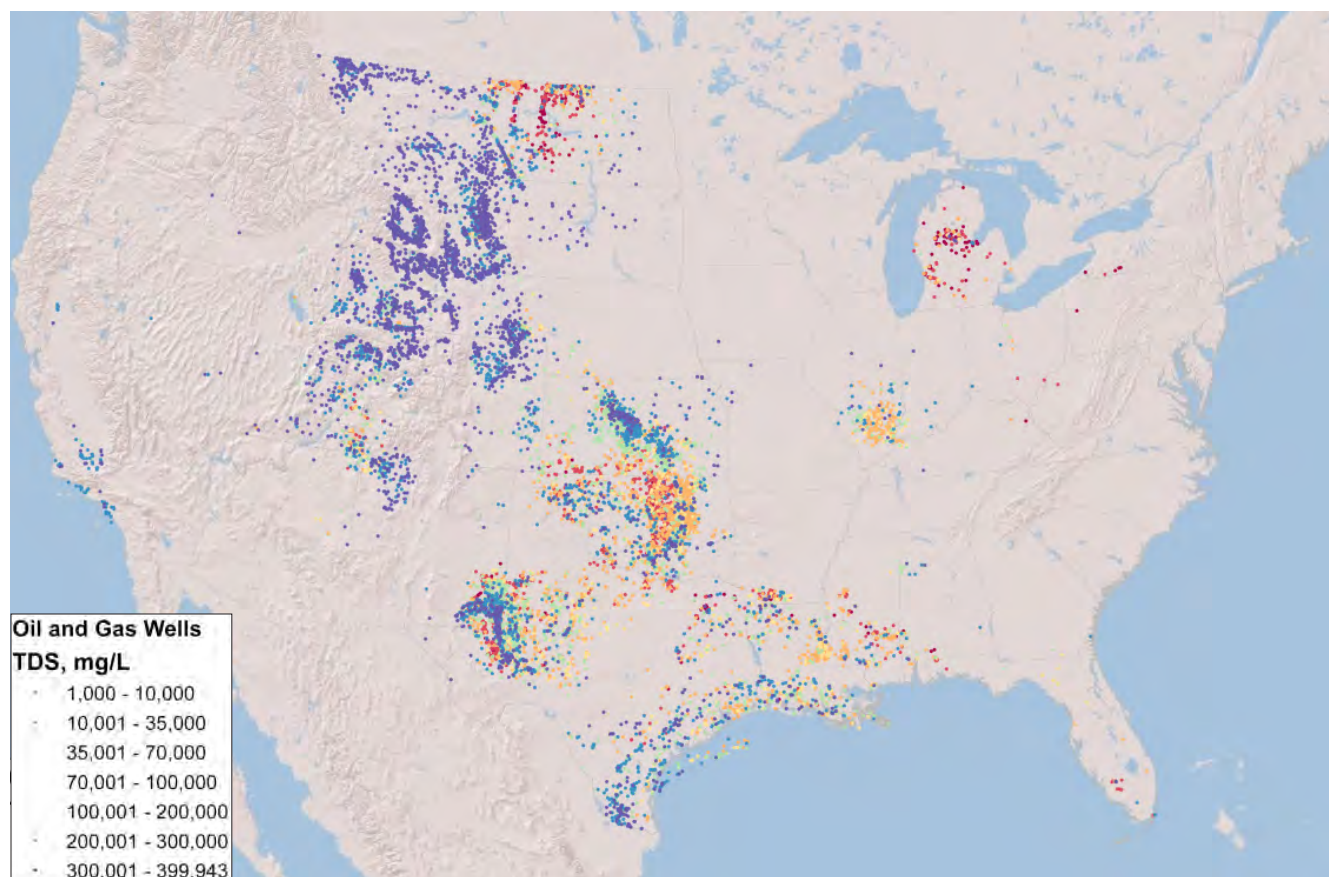 Oil and Gas Wells
TDS, mg/L
1,000 - 10,000
10,001 - 35,000
35,001 - 70,000
70,001 - 100,000
100,001 - 200,000
200,001 - 300,000
300,001 - 399,943